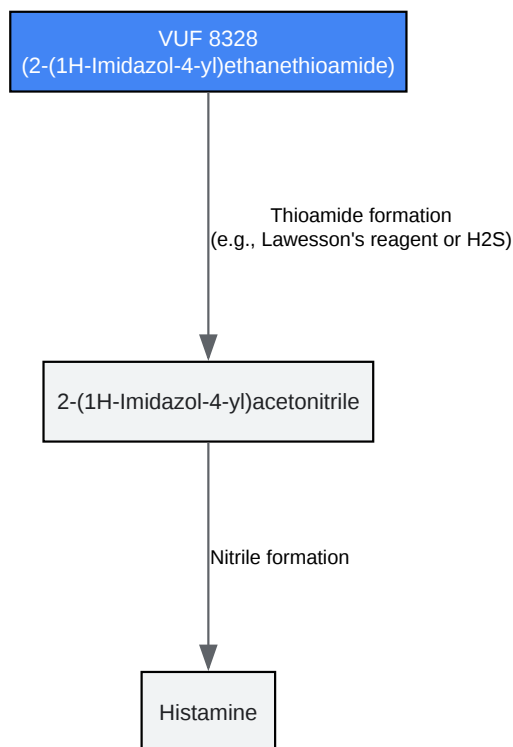 VUF 8328
(2-(1H-Imidazol-4-yl)ethanethioamide)
Thioamide formation
(e.g., Lawesson's reagent or H2S)
2-(1H-Imidazol-4-yl)acetonitrile
Nitrile formation
Histamine